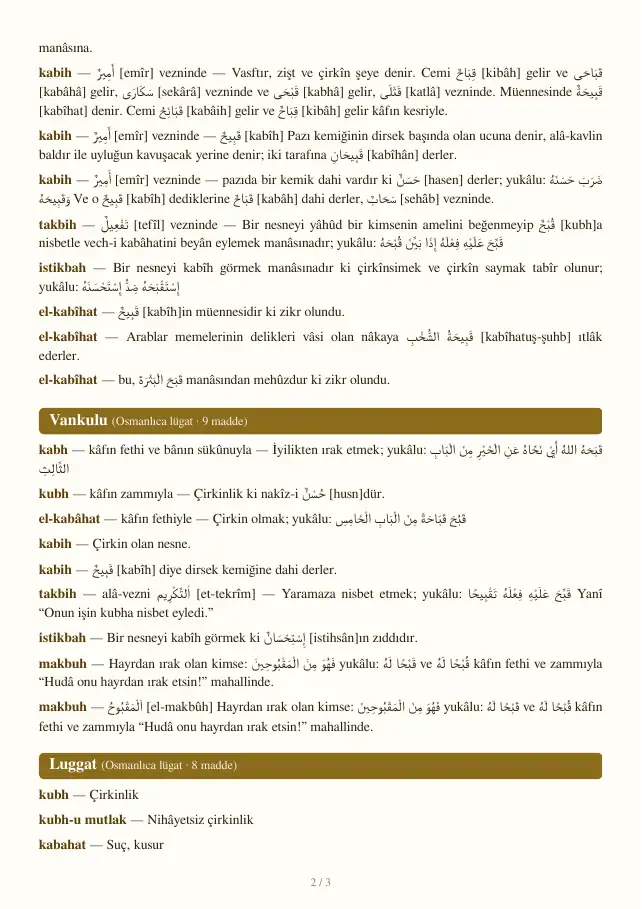 manâsına.
kabih — أَمِيرٌ [emîr] vezninde — Vasftır, zişt ve çirkîn şeye denir. Cemi قِبَاحٌ [kibâh] gelir ve قَبَاحَى
[kabâhâ] gelir, سَكَارَى [sekârâ] vezninde ve قَبْحَى [kabhâ] gelir, قَتْلَى [katlâ] vezninde. Müennesinde قَبِيحَةٌ
[kabîhat] denir. Cemi قَبَائِحُ [kabâih] gelir ve قِبَاحٌ [kibâh] gelir kâfın kesriyle.
kabih — أَمِيرٌ [emîr] vezninde — قَبِيحٌ [kabîh] Pazı kemiğinin dirsek başında olan ucuna denir, alâ-kavlin
baldır ile uyluğun kavuşacak yerine denir; iki tarafına قَبِيحَانِ [kabîhân] derler.
kabih — أَمِيرٌ [emîr] vezninde — pazıda bir kemik dahi vardır ki حَسَنٌ [hasen] derler; yukâlu: ضَرَبَ حَسَنَهُ
وَقَبِيحَهُ Ve o قَبِيحٌ [kabîh] dediklerine قَبَاحٌ [kabâh] dahi derler, سَحَابٌ [sehâb] vezninde.
takbih — تَفْعِيلٌ [tefîl] vezninde — Bir nesneyi yâhûd bir kimsenin amelini beğenmeyip قُبْحٌ [kubh]a
nisbetle vech-i kabâhatini beyân eylemek manâsınadır; yukâlu: قَبَّحَ عَلَيْهِ فِعْلَهُ إِذَا بَيَّنَ قُبْحَهُ
istikbah — Bir nesneyi kabîh görmek manâsınadır ki çirkînsimek ve çirkin saymak tabîr olunur;
yukâlu: إِسْتَقْبَحَهُ ضِدُّ إِسْتَحْسَنَهُ
el-kabîhat — قَبِيحٌ [kabîh]in müennesidir ki zikr olundu.
el-kabîhat — Arablar memelerinin delikleri vâsi olan nâkaya قَبِيحَةُ الشُّخْبِ [kabîhatuş-şuhb] ıtlâk
ederler.
el-kabîhat — bu, قَبَحَ الْبَثْرَةَ manâsından mehûzdur ki zikr olundu.
Vankulu (Osmanlıca lügat · 9 madde)
kabh — kâfın fethi ve bânın sükûnuyla — İyilikten ırak etmek; yukâlu: قَبَحَهُ اللهُ أَيْ نَحَّاهُ عَنِ الْخَيْرِ مِنَ الْبَابِ
الثَّالِثِ
kubh — kâfın zammıyla — Çirkinlik ki nakîz-i حُسْنٌ [husn]dür.
el-kabâhat — kâfın fethiyle — Çirkin olmak; yukâlu: قَبُحَ قَبَاحَةً مِنَ الْبَابِ الْخَامِسِ
kabih — Çirkin olan nesne.
kabih — قَبِيحٌ [kabîh] diye dirsek kemiğine dahi derler.
takbih — alâ-vezni اَلتَّكْرِيم [et-tekrîm] — Yaramaza nisbet etmek; yukâlu: قَبَّحَ عَلَيْهِ فِعْلَهُ تَقْبِيحًا Yanî
“Onun işin kubha nisbet eyledi.”
istikbah — Bir nesneyi kabîh görmek ki إِسْتِحْسَانٌ [istihsân]ın zıddıdır.
makbuh — Hayrdan ırak olan kimse: فَهُوَ مِنَ الْمَقْبُوحِينَ yukâlu: قَبْحًا لَهُ ve قُبْحًا لَهُ kâfın fethi ve zammıyla
“Hudâ onu hayrdan ırak etsin!” mahallinde.
makbuh — اَلْمَقْبُوحُ [el-makbûh] Hayrdan ırak olan kimse: فَهُوَ مِنَ الْمَقْبُوحِينَ yukâlu: قَبْحًا لَهُ ve قُبْحًا لَهُ kâfın
fethi ve zammıyla “Hudâ onu hayrdan ırak etsin!” mahallinde.
Luggat (Osmanlıca lügat · 8 madde)
kubh — Çirkinlik
kubh-u mutlak — Nihâyetsiz çirkinlik
kabahat — Suç, kusur
2 / 3